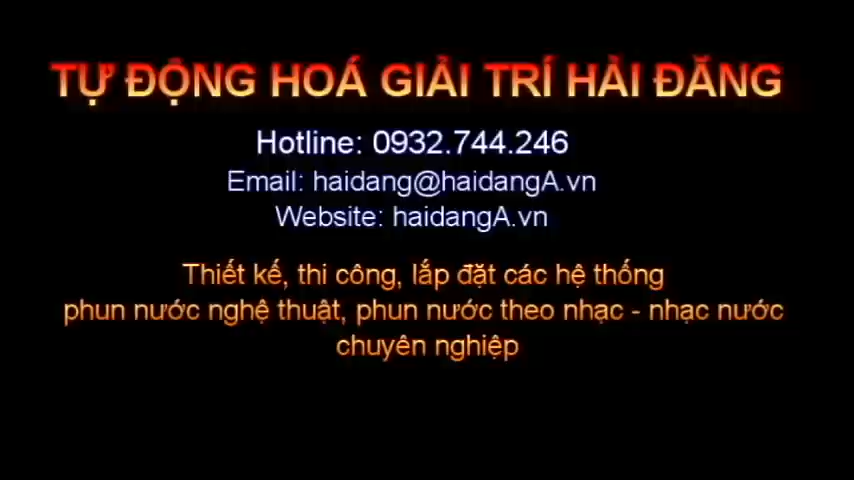 TỰ ĐỘNG HOÁ GIẢI TRÍ HẢI ĐĂNG
Hotline: 0932.744.246
Email: haidang@haidangA.vn
Website: haidangA.vn
Thiết kế, thi công, lắp đặt các hệ thống
phun nước nghệ thuật, phun nước theo nhạc - nhạc nước
chuyên nghiệp